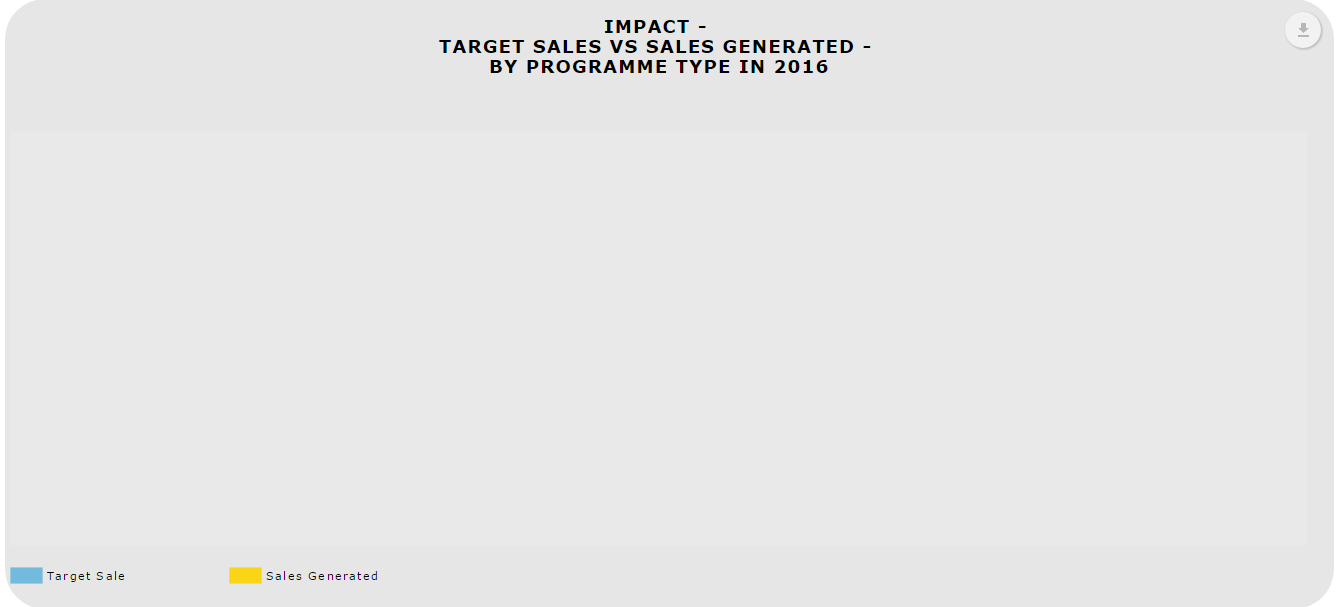 IMPACT -
TARGET SALES VS SALES GENERATED -
BY PROGRAMME TYPE IN 2016
Target Sale
Sales Generated